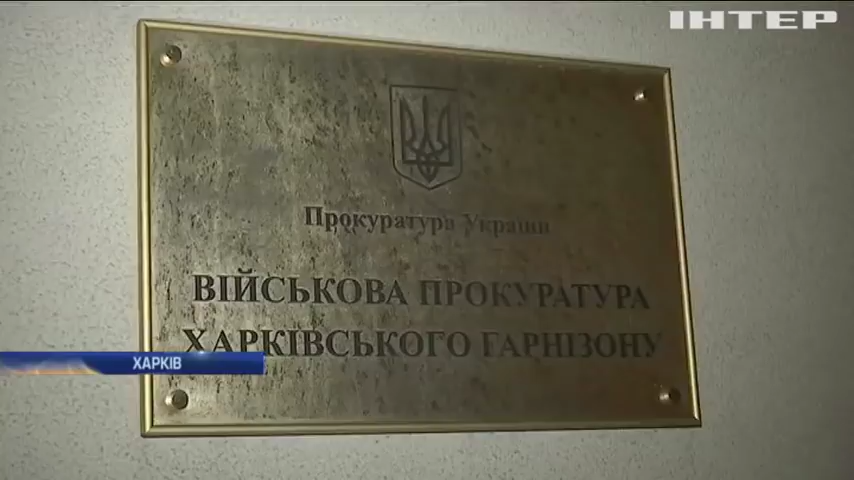 ІНТЕР
Прокуратура України
ВІЙСЬКОВА ПРОКУРАТУРА
ХАРКІВСЬКОГО ГАРНІЗОНУ
ХАРКІВ